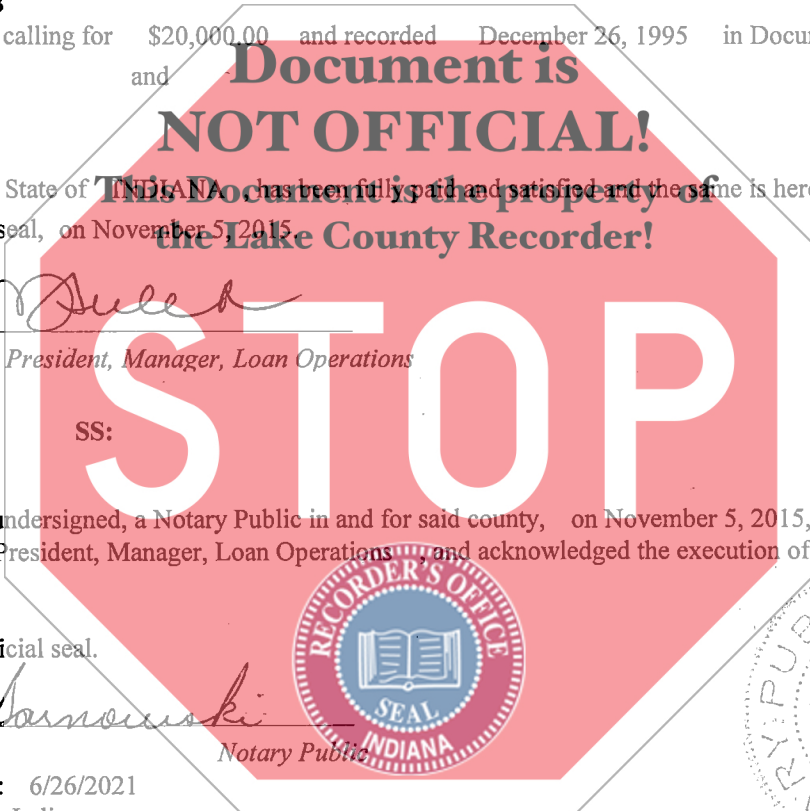 calling for $20,000.00 and recorded December 26, 1995 in Docu
Document is
and
NOT OFFICIAL!
State of INDIANA , has been fully paid and satisfied and the same is here
This Document is the property of
seal, on November 5, 2015.
the Lake County Recorder!
STOP
President, Manager, Loan Operations
SS:
undersigned, a Notary Public in and for said county, on November 5, 2015,
President, Manager, Loan Operations , and acknowledged the execution of
RECORDER'S OFFICE
SEAL
INDIANA
icial seal.
Notary Public
RY PUB
: 6/26/2021